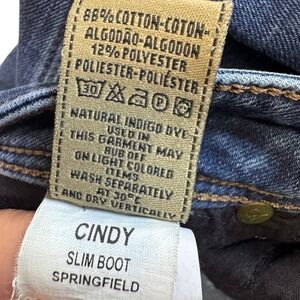 88% COTTON-COTON-
ALGODÃO-ALGODON
12% POLYESTER
POLIESTER-POLIÉSTER
30
NATURAL INDIGO DYE
USED IN
THIS GARMENT MAY
RUB OFF
ON LIGHT COLORED
ITEMS
WASH SEPARATELY
AT 30°C
AND DRY VERTICALLY
CINDY
SLIM BOOT
SPRINGFIELD